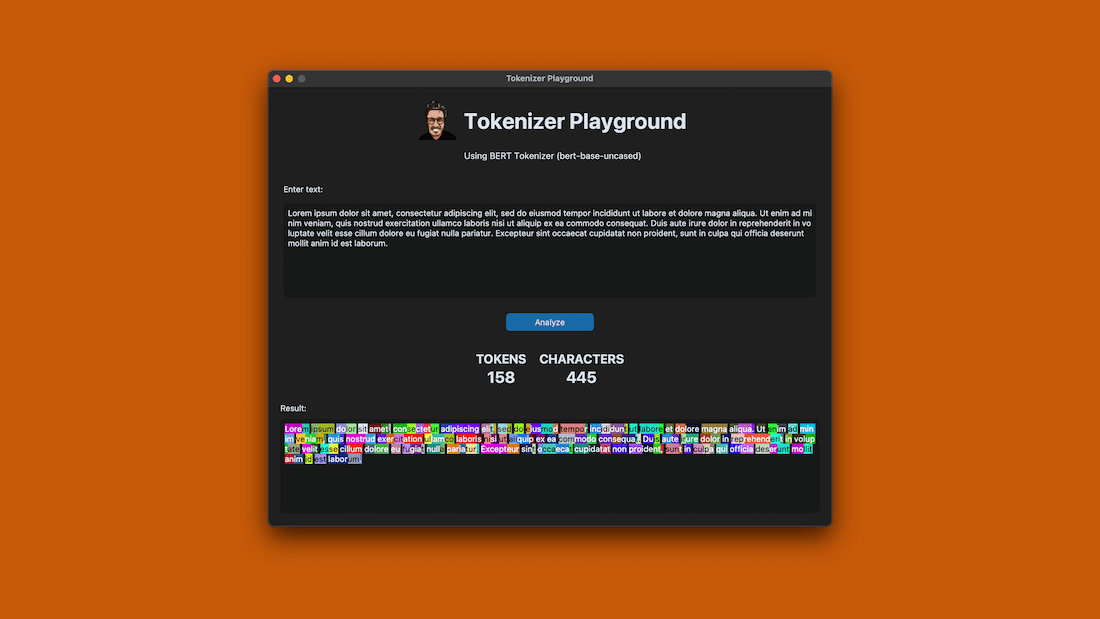 Tokenizer Playground
Tokenizer Playground
Using BERT Tokenizer (bert-base-uncased)
Enter text:
Lorem ipsum dolor sit amet, consectetur adipiscing elit, sed do eiusmod tempor incididunt ut labore et dolore magna aliqua. Ut enim ad mi
nim veniam, quis nostrud exercitation ullamco laboris nisi ut aliquip ex ea commodo consequat. Duis aute irure dolor in reprehenderit in vo
luptate velit esse cillum dolore eu fugiat nulla pariatur. Excepteur sint occaecat cupidatat non proident, sunt in culpa qui officia deserunt
mollit anim id est laborum.
Analyze
TOKENS CHARACTERS
158 445
Result:
Lorem ipsum dolor sit amet, consectetur adipiscing elit, sed do eiusmod tempor incididunt ut labore et dolore magna aliqua. Ut enim ad min
im veniam, quis nostrud exercitation ullamco laboris nisi ut aliquip ex ea commodo consequat. Duis aute irure dolor in reprehenderit in volup
tate velit esse cillum dolore eu fugiat nulla pariatur. Excepteur sint occaecat cupidatat non proident, sunt in culpa qui officia deserunt mollit
anim id est laborum.